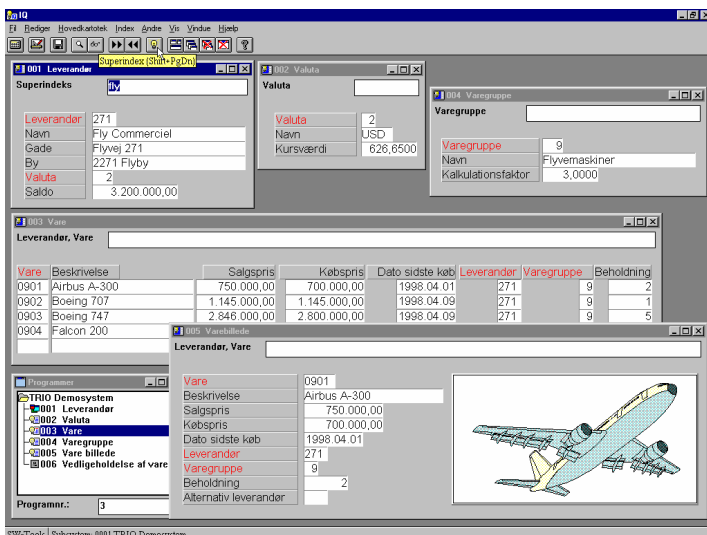 IQ
Fil Rediger Hovedkartotek Index Andre Vis Vindue Hjælp
Superindex (Shift+PgDn)
001 Leverandør
Superindeks fly
Leverandør 271
Navn Fly Commerciel
Gade Flyvej 271
By 2271 Flyby
Valuta 2
Saldo 3.200.000,00
002 Valuta
Valuta
Valuta 2
Navn USD
Kursværdi 626,6500
004 Varegruppe
Varegruppe
Varegruppe 9
Navn Flyvemaskiner
Kalkulationsfaktor 3,0000
003 Vare
Leverandør, Vare
Vare Beskrivelse Salgspris Købspris Dato sidste køb Leverandør Varegruppe Beholdning
0901 Airbus A-300 750.000,00 700.000,00 1998.04.01 271 9 2
0902 Boeing 707 1.145.000,00 1.145.000,00 1998.04.09 271 9 1
0903 Boeing 747 2.846.000,00 2.800.000,00 1998.04.09 271 9 5
0904 Falcon 200
005 Varebillede
Leverandør, Vare
Vare 0901
Beskrivelse Airbus A-300
Salgspris 750.000,00
Købspris 700.000,00
Dato sidste køb 1998.04.01
Leverandør 271
Varegruppe 9
Beholdning 2
Alternativ leverandør
Programmer
TRIO Demosystem
001 Leverandør
002 Valuta
003 Vare
004 Varegruppe
005 Vare billede
006 Vedligeholdelse af vare
Programnr.: 3
SW-Tools Subsystem 0001 TRIO Demosystem